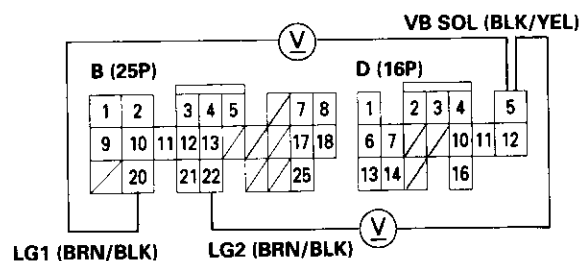 V VB SOL (BLK/YEL)
B (25P) D (16P)
1 2 3 4 5 7 8 1 2 3 4 5
9 10 11 12 13 17 18 6 7 10 11 12
20 21 22 25 13 14 16
LG1 (BRN/BLK) LG2 (BRN/BLK) V